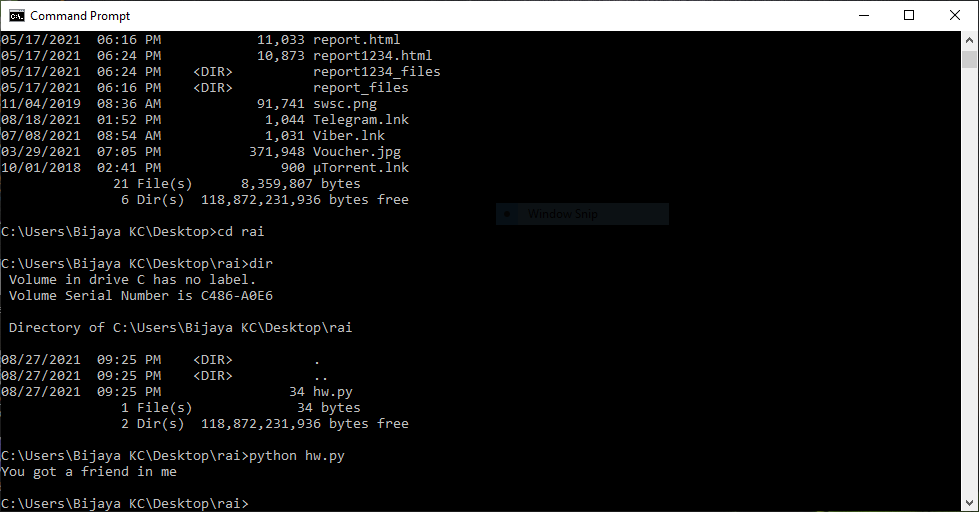 Command Prompt
05/17/2021  06:16 PM            11,033 report.html
05/17/2021  06:24 PM            10,873 report1234.html
05/17/2021  06:24 PM    <DIR>          report1234_files
05/17/2021  06:16 PM    <DIR>          report_files
11/04/2019  08:36 AM            91,741 swsc.png
08/18/2021  01:52 PM             1,044 Telegram.lnk
07/08/2021  08:54 AM             1,031 Viber.lnk
03/29/2021  07:05 PM           371,948 Voucher.jpg
10/01/2018  02:41 PM               900 µTorrent.lnk
              21 File(s)      8,359,807 bytes
               6 Dir(s)  118,872,231,936 bytes free
Window Snip
C:\Users\Bijaya KC\Desktop>cd rai
C:\Users\Bijaya KC\Desktop\rai>dir
 Volume in drive C has no label.
 Volume Serial Number is C486-A0E6
 Directory of C:\Users\Bijaya KC\Desktop\rai
08/27/2021  09:25 PM    <DIR>          .
08/27/2021  09:25 PM    <DIR>          ..
08/27/2021  09:25 PM                34 hw.py
               1 File(s)             34 bytes
               2 Dir(s)  118,872,231,936 bytes free
C:\Users\Bijaya KC\Desktop\rai>python hw.py
You got a friend in me
C:\Users\Bijaya KC\Desktop\rai>